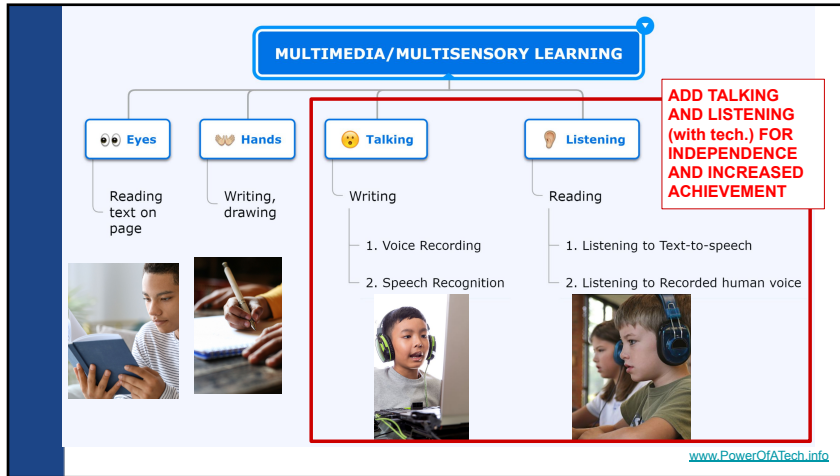 MULTIMEDIA/MULTISENSORY LEARNING
ADD TALKING
AND LISTENING
(with tech.) FOR
INDEPENDENCE
AND INCREASED
ACHIEVEMENT
Eyes
Hands
Talking
Listening
Reading
text on
page
Writing,
drawing
Writing
1. Voice Recording
2. Speech Recognition
Reading
1. Listening to Text-to-speech
2. Listening to Recorded human voice
www.PowerOfATech.info